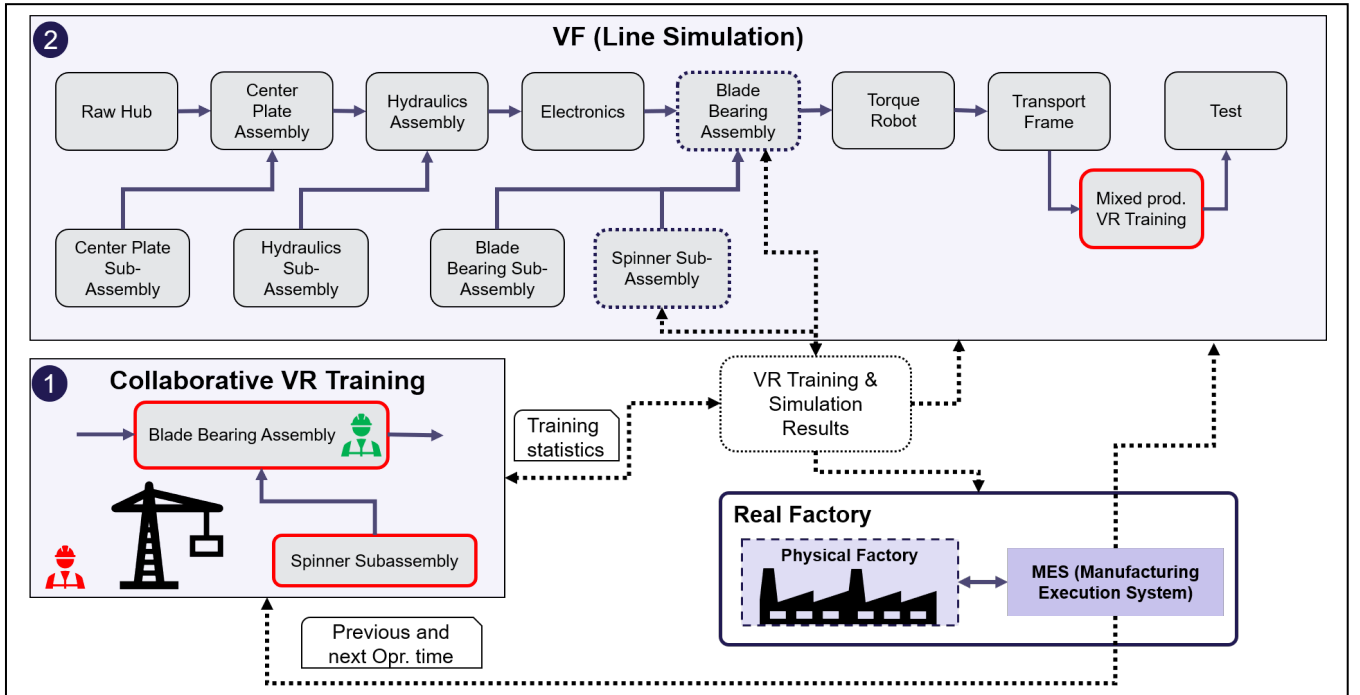 2
VF (Line Simulation)
Raw Hub
Center
Plate
Assembly
Hydraulics
Assembly
Electronics
Blade
Bearing
Assembly
Torque
Robot
Transport
Frame
Test
Mixed prod.
VR Training
Center Plate
Sub-
Assembly
Hydraulics
Sub-
Assembly
Blade
Bearing Sub-
Assembly
Spinner Sub-
Assembly
1
Collaborative VR Training
Blade Bearing Assembly
Spinner Subassembly
Training
statistics
VR Training &
Simulation
Results
Previous and
next Opr. time
Real Factory
Physical Factory
MES (Manufacturing
Execution System)